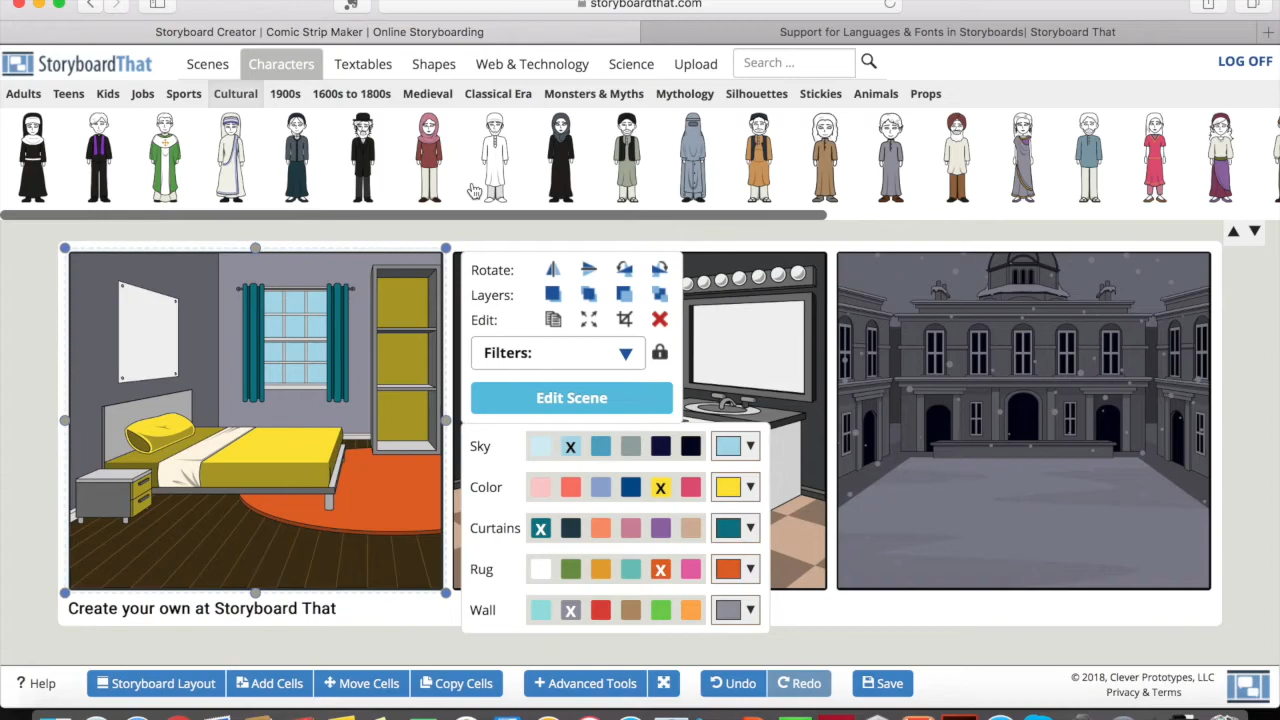 storyboardthat.com
Storyboard Creator | Comic Strip Maker | Online Storyboarding
Support for Languages & Fonts in Storyboards| Storyboard That
StoryboardThat
Scenes Characters Textables Shapes Web & Technology Science Upload Search ... LOG OFF
Adults Teens Kids Jobs Sports Cultural 1900s 1600s to 1800s Medieval Classical Era Monsters & Myths Mythology Silhouettes Stickies Animals Props
Rotate:
Layers:
Edit:
Filters:
Edit Scene
Sky
X
Color
X
Curtains
X
Rug
X
Wall
X
Create your own at Storyboard That
? Help Storyboard Layout Add Cells Move Cells Copy Cells Advanced Tools Undo Redo Save
© 2018, Clever Prototypes, LLC
Privacy & Terms